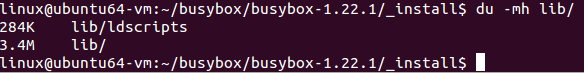 linux@ubuntu64-vm:~/busybox/busybox-1.22.1/_install$ du -mh lib/
284K    lib/ldscripts
3.4M    lib/
linux@ubuntu64-vm:~/busybox/busybox-1.22.1/_install$